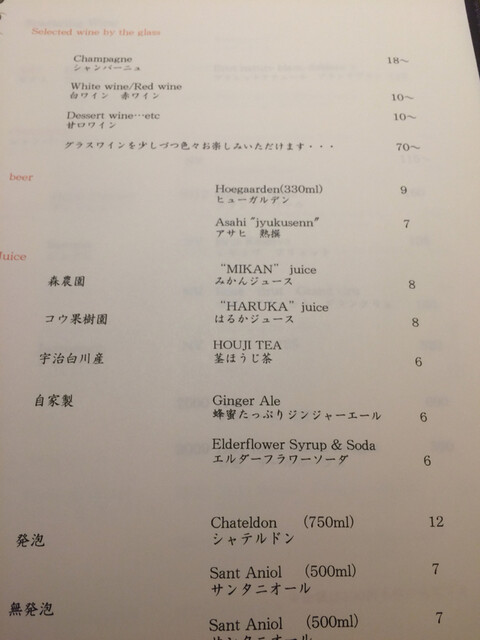 Selected wine by the glass
Champagne 18～
シャンパーニュ
White wine/Red wine
白ワイン 赤ワイン 10～
Dessert wine…etc 10～
甘口ワイン
グラスワインを少しづつ色々お楽しみいただけます・・・ 70～
beer
Hoegaarden(330ml) 9
ヒューガルデン
Asahi "jyukusenn" 7
アサヒ 熟撰
Juice
"MIKAN" juice
森農園 みかんジュース 8
"HARUKA" juice
コウ果樹園 はるかジュース 8
HOUJI TEA
宇治白川産 茎ほうじ茶 6
自家製 Ginger Ale
蜂蜜たっぷりジンジャーエール 6
Elderflower Syrup & Soda
エルダーフラワーソーダ 6
Chateldon (750ml) 12
発泡 シャテルドン
Sant Aniol (500ml) 7
サンタニオール
無発泡 Sant Aniol (500ml) 7
サンタニオール